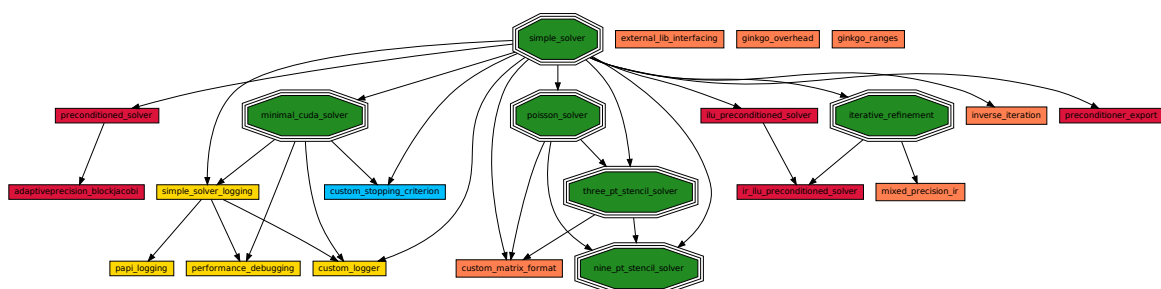 simple_solver
external_lib_interfacing
ginkgo_overhead
ginkgo_ranges
preconditioned_solver
minimal_cuda_solver
poisson_solver
ilu_preconditioned_solver
iterative_refinement
inverse_iteration
preconditioner_export
adaptiveprecision_blockjacobi
simple_solver_logging
custom_stopping_criterion
three_pt_stencil_solver
ir_ilu_preconditioned_solver
mixed_precision_ir
papi_logging
performance_debugging
custom_logger
custom_matrix_format
nine_pt_stencil_solver